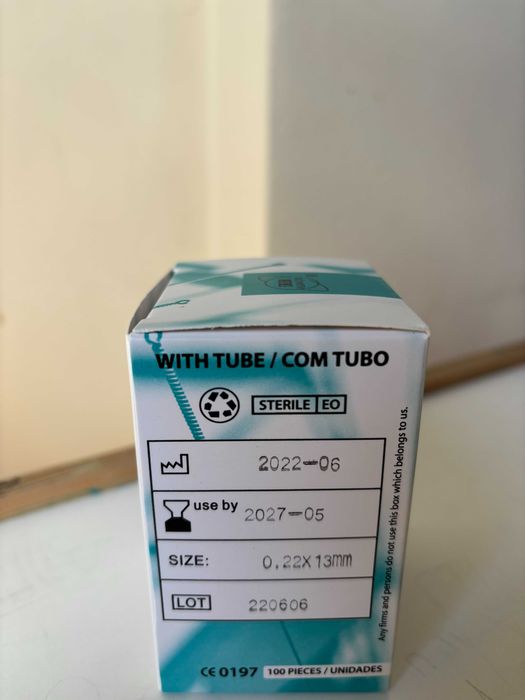 WITH TUBE / COM TUBO
STERILE EO
2022-06
use by 2027-05
SIZE: 0.22X13mm
LOT 220606
CE 0197 100 PIECES / UNIDADES
Any firms and persons do not use this box which belongs to us.